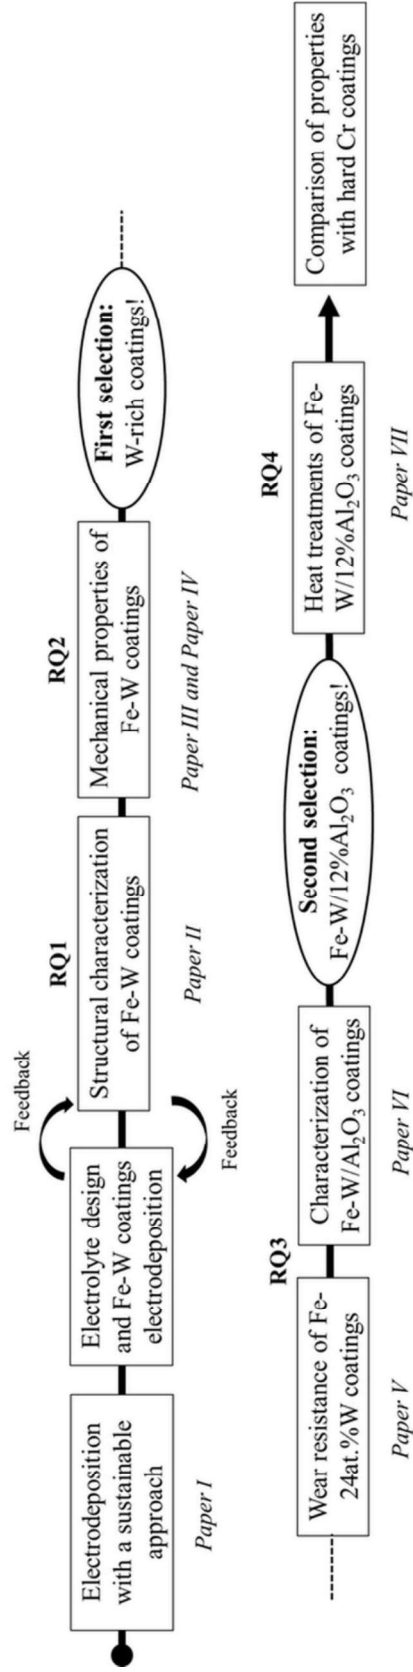 Electrodeposition
with a sustainable
approach
Paper I
Electrolyte design
and Fe-W coatings
electrodeposition
Feedback
Feedback
RQ1
Structural characterization
of Fe-W coatings
Paper II
RQ2
Mechanical properties of
Fe-W coatings
Paper III and Paper IV
First selection:
W-rich coatings!
Wear resistance of Fe-
24at.%W coatings
Paper V
RQ3
Characterization of
Fe-W/Al₂O₃ coatings
Paper VI
Second selection:
Fe-W/12%Al₂O₃ coatings!
RQ4
Heat treatments of Fe-
W/12%Al₂O₃ coatings
Paper VII
Comparison of properties
with hard Cr coatings